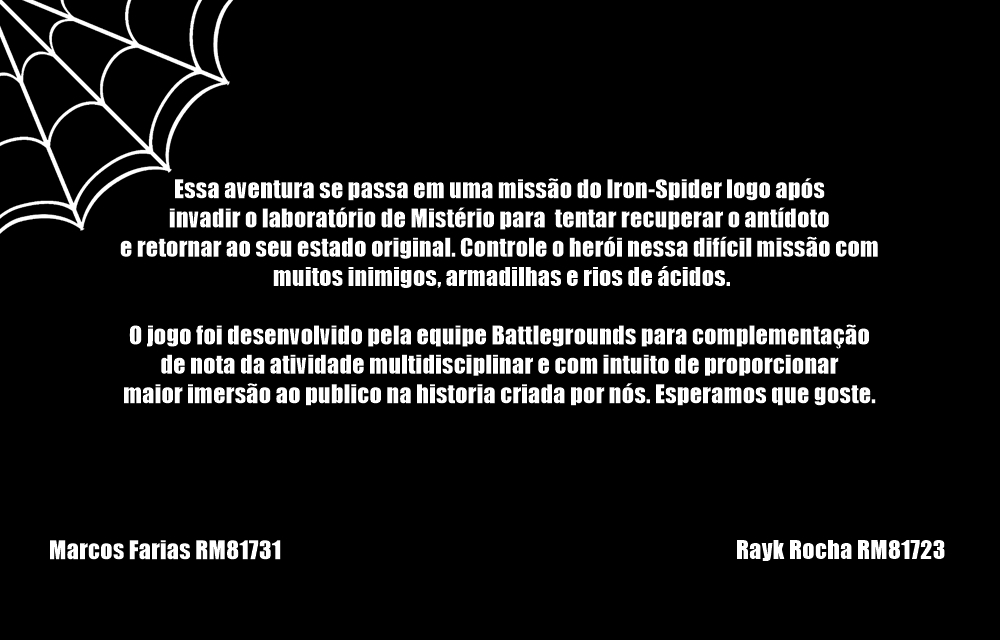 Essa aventura se passa em uma missão do Iron-Spider logo após
invadir o laboratório de Mistério para tentar recuperar o antídoto
e retornar ao seu estado original. Controle o herói nessa difícil missão com
muitos inimigos, armadilhas e rios de ácidos.
O jogo foi desenvolvido pela equipe Battlegrounds para complementação
de nota da atividade multidisciplinar e com intuito de proporcionar
maior imersão ao publico na historia criada por nós. Esperamos que goste.
Marcos Farias RM81731
Rayk Rocha RM81723